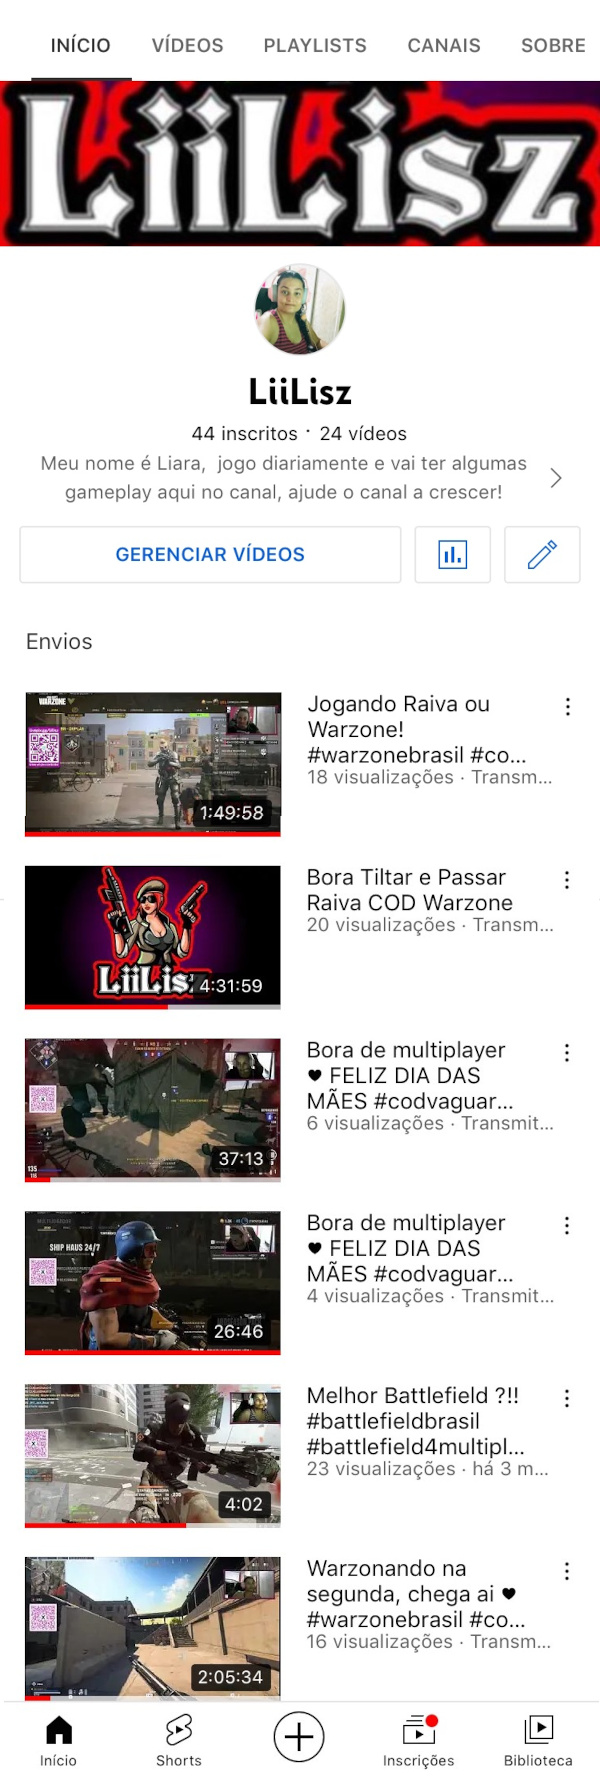 INÍCIO VÍDEOS PLAYLISTS CANAIS SOBRE
LiiLisz
LiiLisz
44 inscritos · 24 vídeos
Meu nome é Liara, jogo diariamente e vai ter algumas
gameplay aqui no canal, ajude o canal a crescer!
GERENCIAR VÍDEOS
Envios
WARZONE
1:49:58
Jogando Raiva ou
Warzone!
#warzonebrasil #co...
18 visualizações · Transm...
LiiLis
4:31:59
Bora Tiltar e Passar
Raiva COD Warzone
20 visualizações · Transm...
135
37:13
Bora de multiplayer
♥ FELIZ DIA DAS
MÃES #codvaguar...
6 visualizações · Transmit...
SHIP HAUS 24/7
26:46
Bora de multiplayer
♥ FELIZ DIA DAS
MÃES #codvaguar...
4 visualizações · Transmit...
4:02
Melhor Battlefield ?!!
#battlefieldbrasil
#battlefield4multipl...
23 visualizações · há 3 m...
2:05:34
Warzonando na
segunda, chega ai ♥
#warzonebrasil #co...
16 visualizações · Transm...
Início Shorts Inscrições Biblioteca